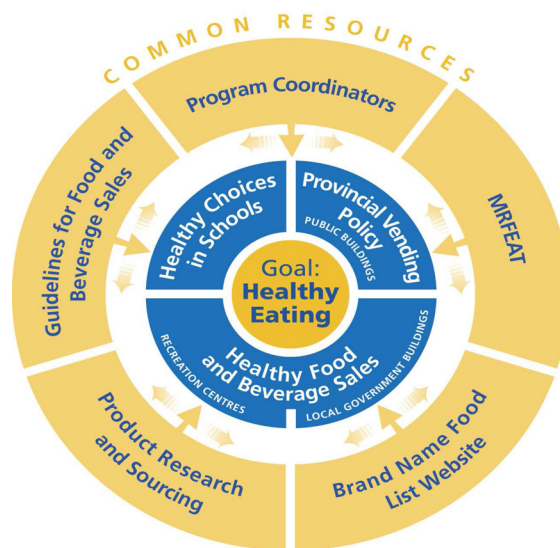 COMMON RESOURCES
Program Coordinators
MRFEAT
Brand Name Food
List Website
Product Research
and Sourcing
Guidelines for Food and
Beverage Sales
Healthy Choices
in Schools
Provincial Vending
Policy
PUBLIC BUILDINGS
Healthy Food
and Beverage Sales
RECREATION CENTRES
LOCAL GOVERNMENT BUILDINGS
Goal:
Healthy
Eating